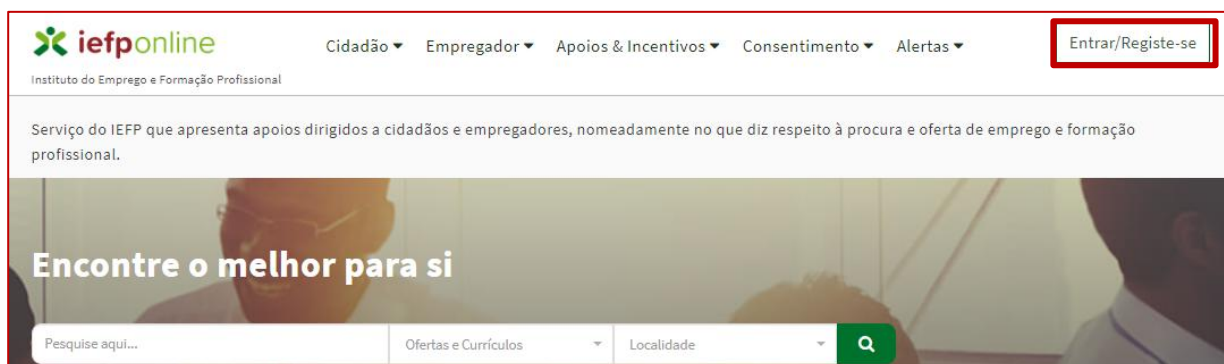 iefponline
Cidadão Empregador Apoios & Incentivos Consentimento Alertas Entrar/Registe-se
Instituto do Emprego e Formação Profissional
Serviço do IEFP que apresenta apoios dirigidos a cidadãos e empregadores, nomeadamente no que diz respeito à procura e oferta de emprego e formação
profissional.
Encontre o melhor para si
Pesquise aqui... Ofertas e Currículos Localidade